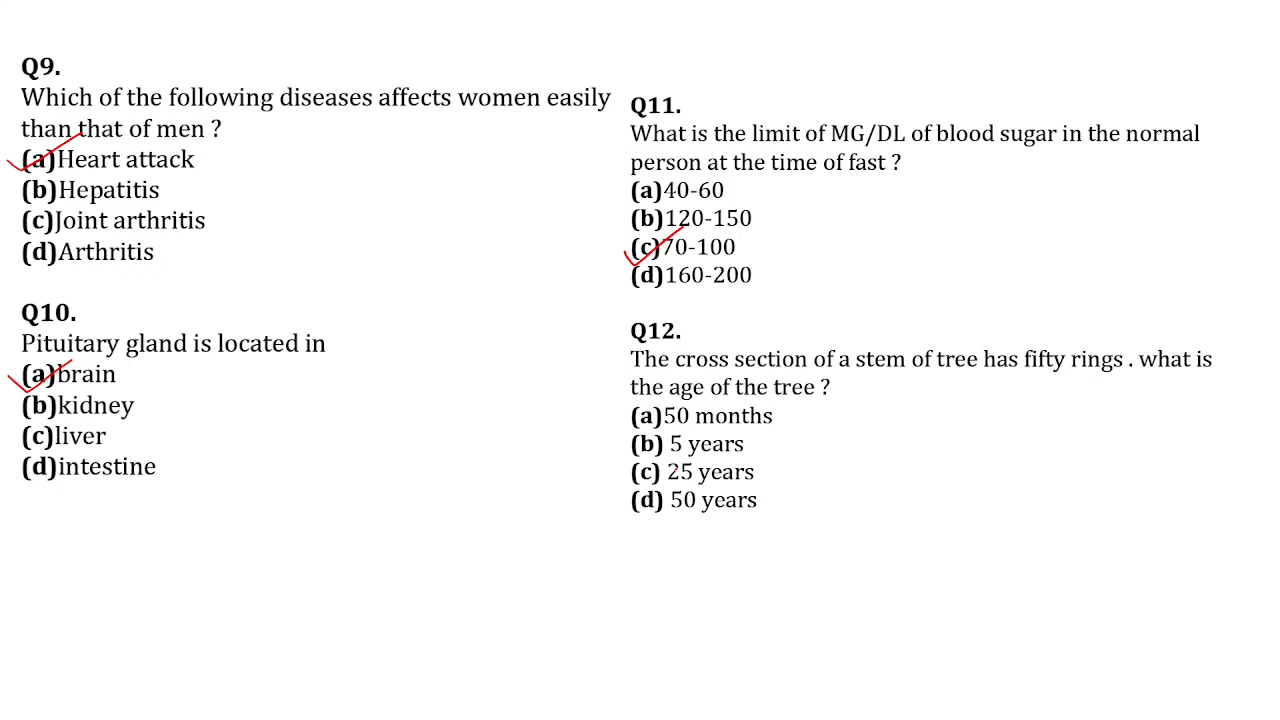 Q9.
Which of the following diseases affects women easily
than that of men ?
(a)Heart attack
(b)Hepatitis
(c)Joint arthritis
(d)Arthritis
Q10.
Pituitary gland is located in
(a)brain
(b)kidney
(c)liver
(d)intestine
Q11.
What is the limit of MG/DL of blood sugar in the normal
person at the time of fast ?
(a)40-60
(b)120-150
(c)70-100
(d)160-200
Q12.
The cross section of a stem of tree has fifty rings . what is
the age of the tree ?
(a)50 months
(b) 5 years
(c) 25 years
(d) 50 years